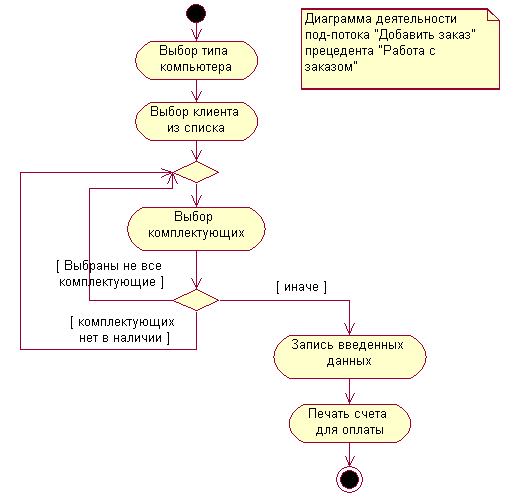 Диаграмма деятельности
под-потока "Добавить заказ"
прецедента "Работа с
заказом"
Выбор типа
компьютера
Выбор клиента
из списка
Выбор
комплектующих
[ Выбраны не все
комплектующие ]
[ иначе ]
[ комплектующих
нет в наличии ]
Запись введенных
данных
Печать счета
для оплаты